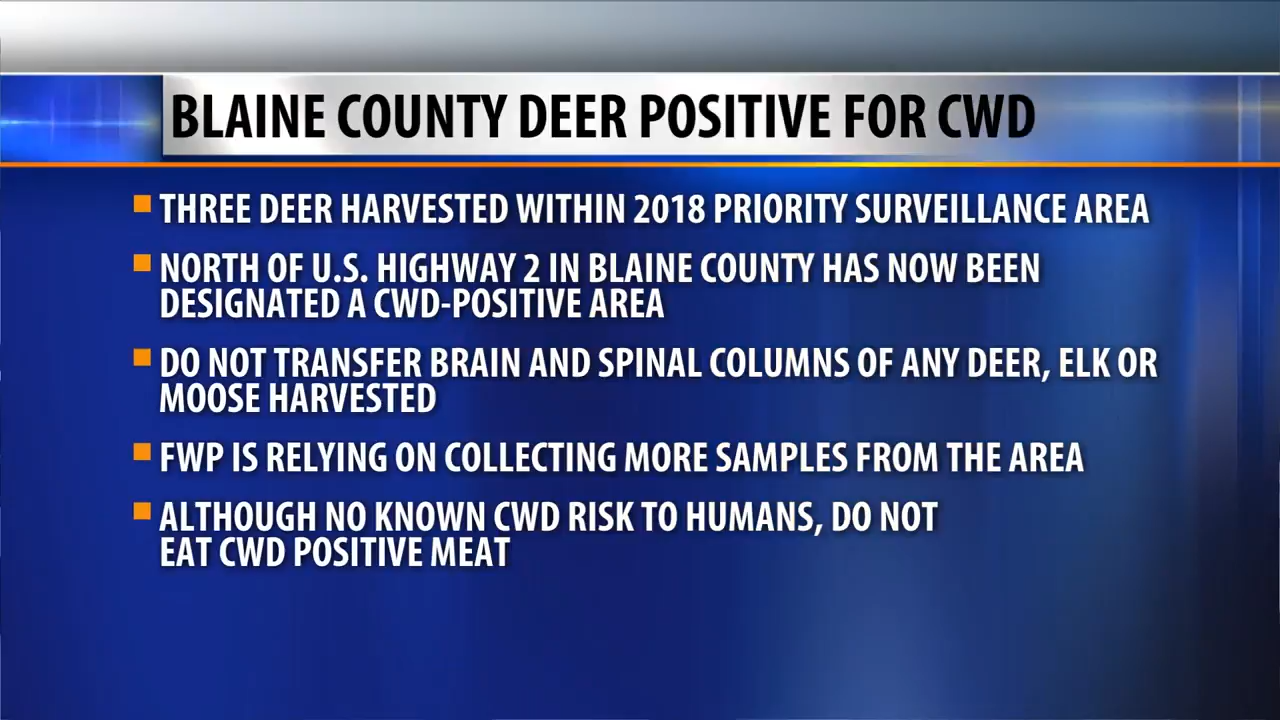 BLAINE COUNTY DEER POSITIVE FOR CWD
THREE DEER HARVESTED WITHIN 2018 PRIORITY SURVEILLANCE AREA
NORTH OF U.S. HIGHWAY 2 IN BLAINE COUNTY HAS NOW BEEN
DESIGNATED A CWD-POSITIVE AREA
DO NOT TRANSFER BRAIN AND SPINAL COLUMNS OF ANY DEER, ELK OR
MOOSE HARVESTED
FWP IS RELYING ON COLLECTING MORE SAMPLES FROM THE AREA
ALTHOUGH NO KNOWN CWD RISK TO HUMANS, DO NOT
EAT CWD POSITIVE MEAT